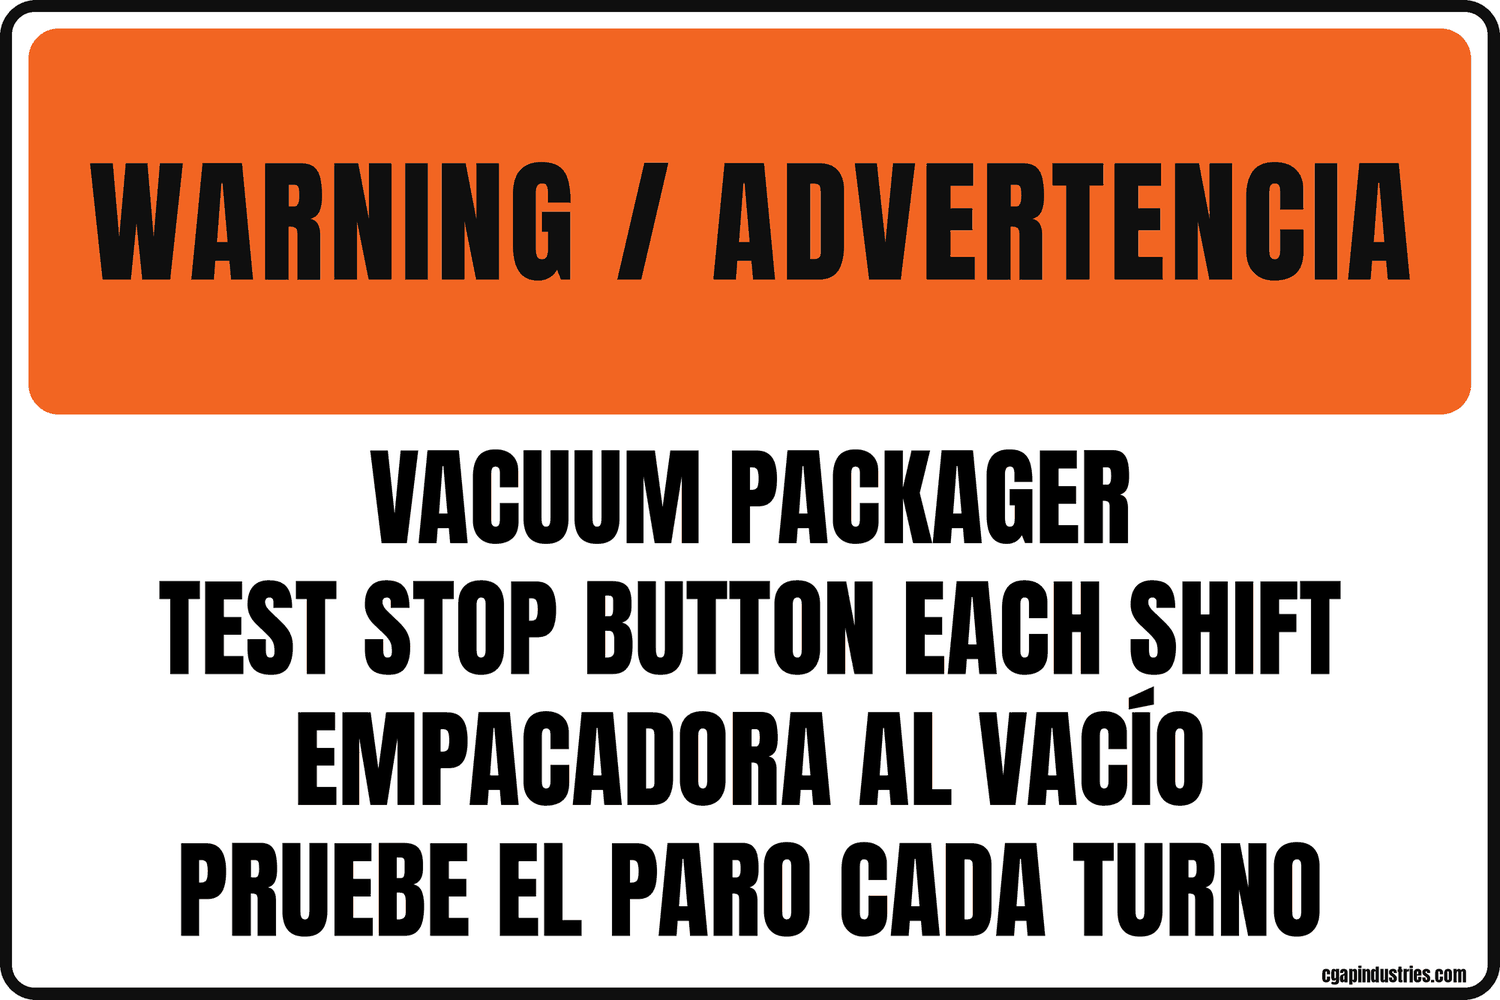 WARNING / ADVERTENCIA
VACUUM PACKAGER
TEST STOP BUTTON EACH SHIFT
EMPACADORA AL VACÍO
PRUEBE EL PARO CADA TURNO
cgapindustries.com